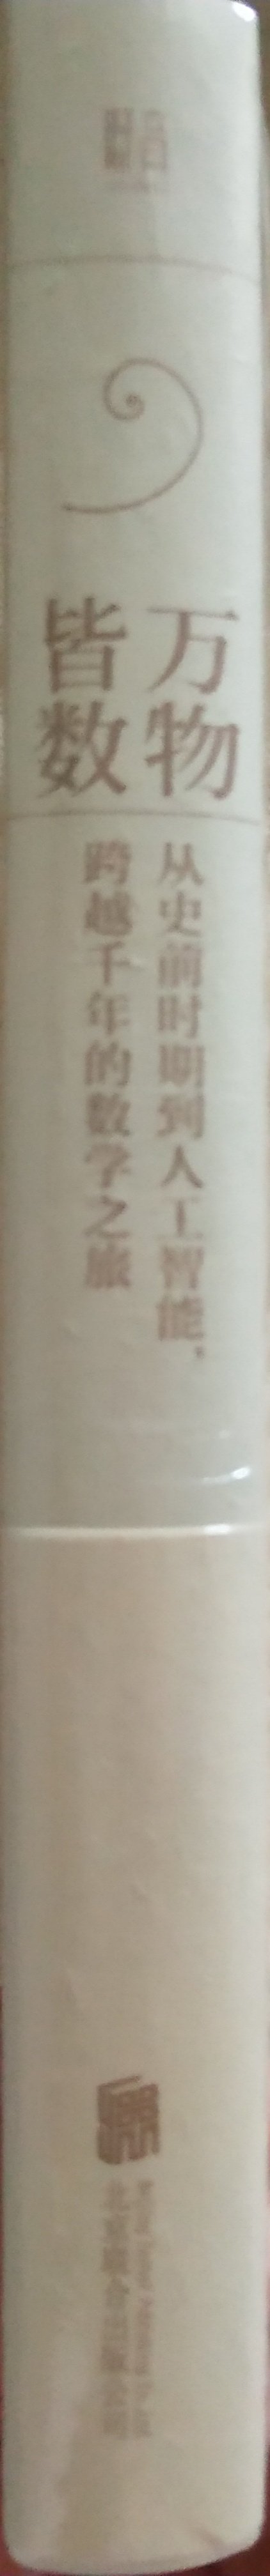 万物
皆数
从史前时期到人工智能，
跨越千年的数学之旅